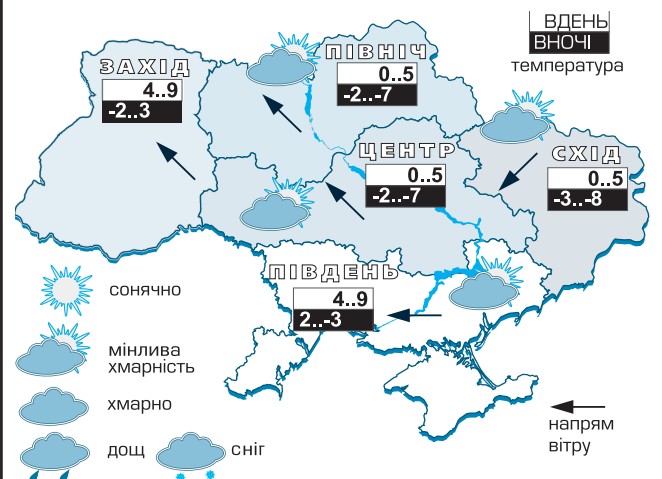 ВДЕНЬ
ВНОЧІ
температура
ПІВНІЧ
0..5
-2..-7
ЗАХІД
4..9
-2..3
ЦЕНТР
0..5
-2..-7
СХІД
0..5
-3..-8
ПІВДЕНЬ
4..9
2..-3
сонячно
мінлива
хмарність
хмарно
дощ
сніг
напрям
вітру